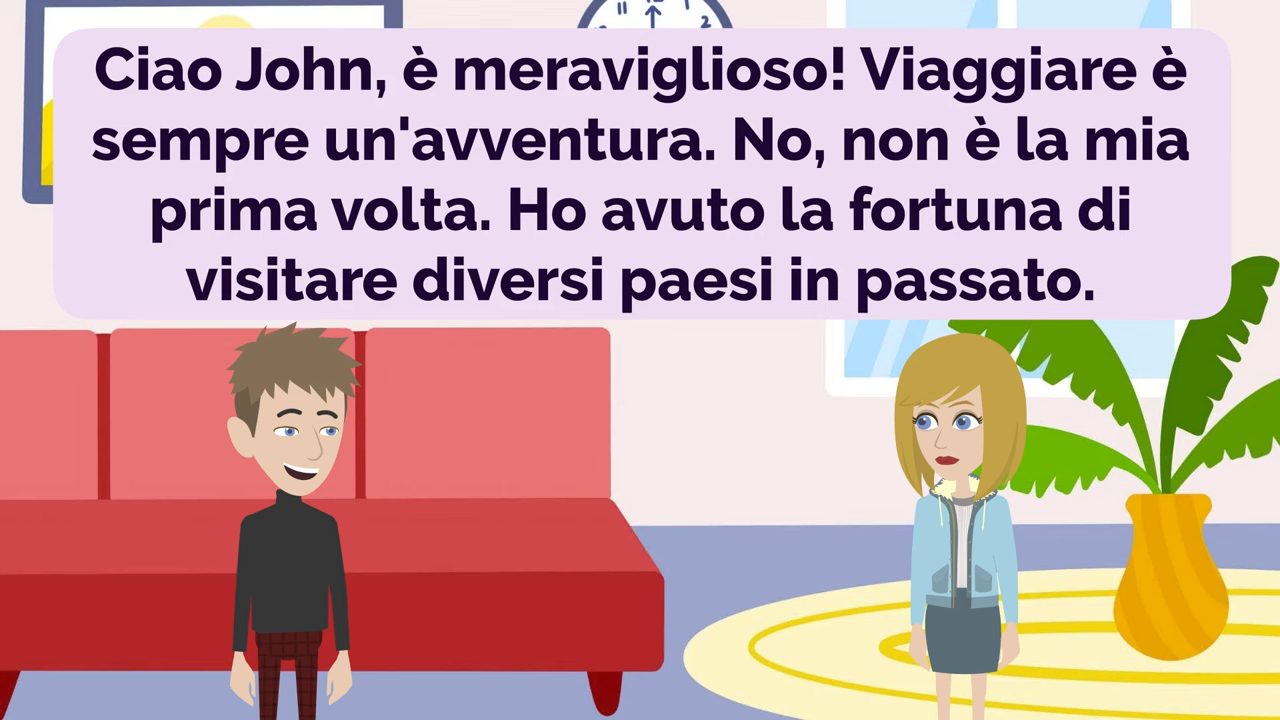 Ciao John, è meraviglioso! Viaggiare è
sempre un'avventura. No, non è la mia
prima volta. Ho avuto la fortuna di
visitare diversi paesi in passato.